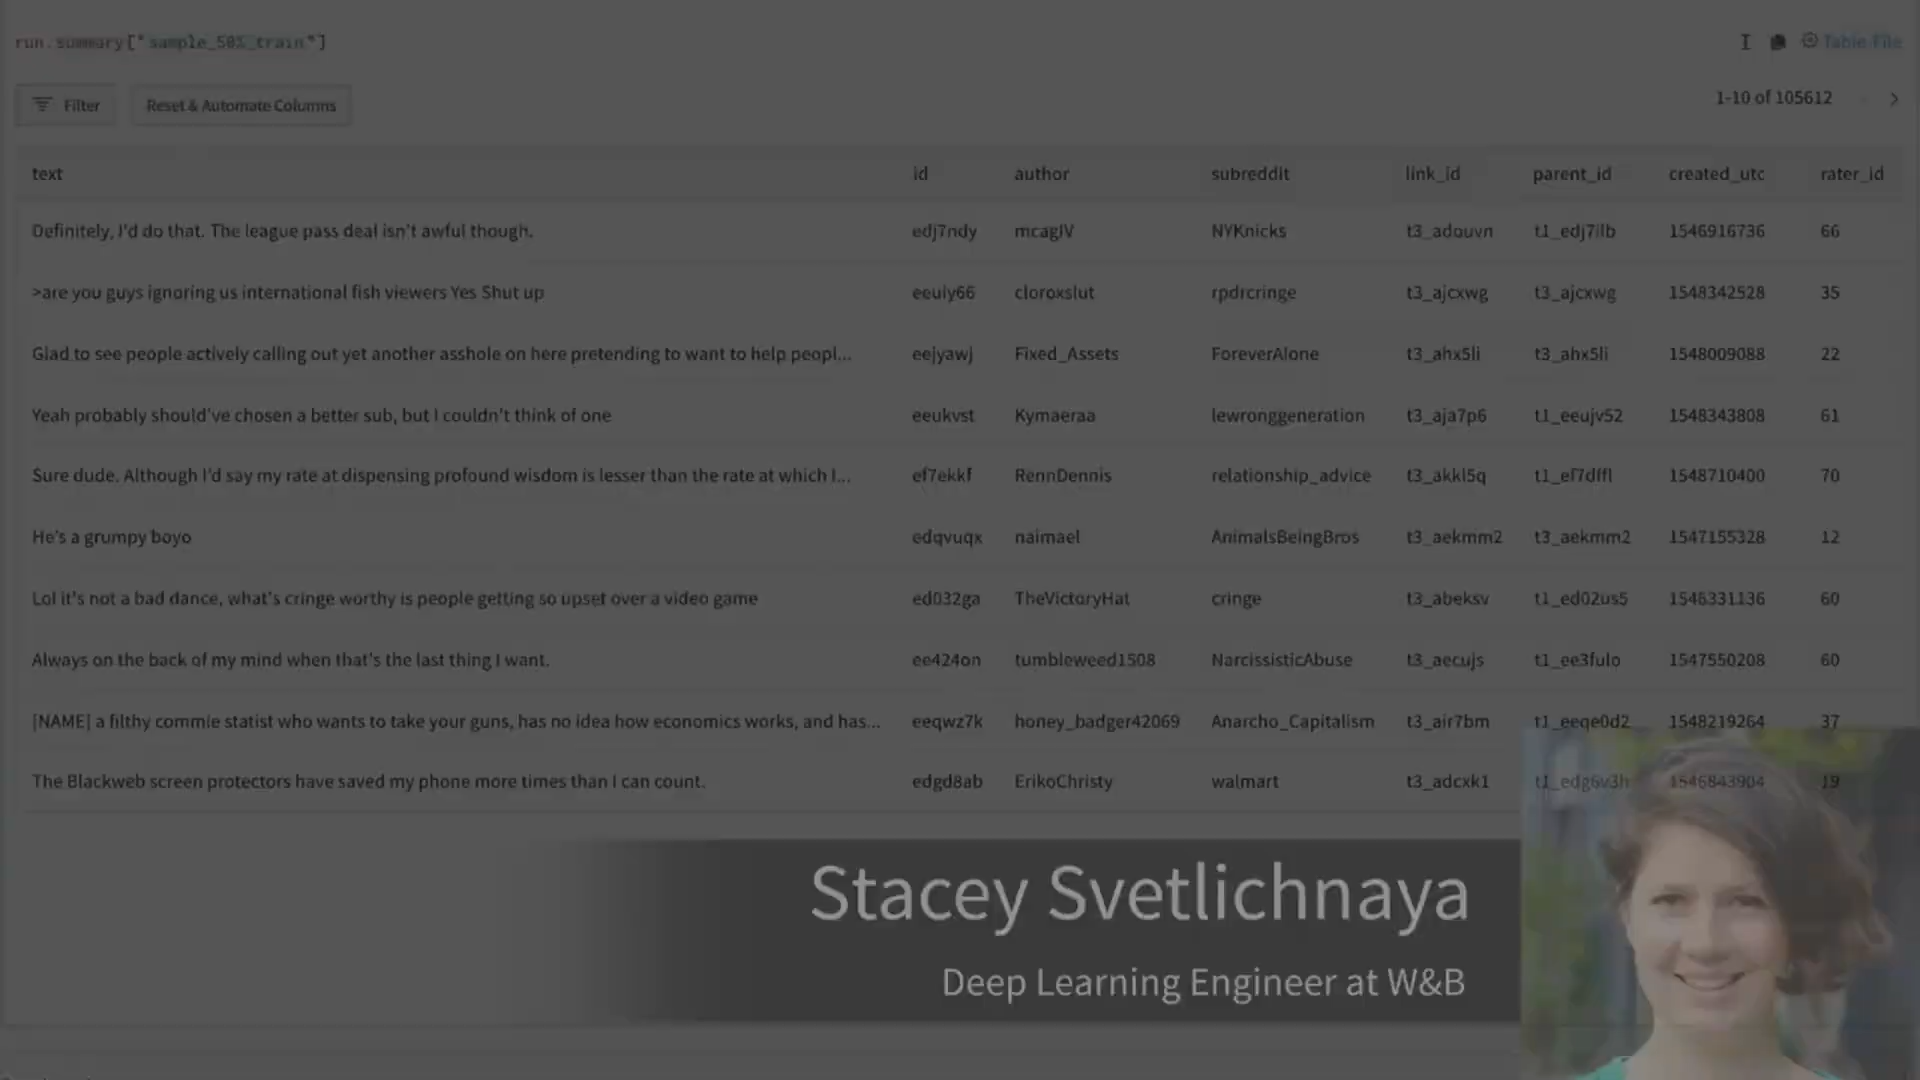 run.summary["sample_50%_train"]
Table-File
Filter
Reset & Automate Columns
1-10 of 105612
text id author subreddit link_id parent_id created_utc rater_id
Definitely, I'd do that. The league pass deal isn't awful though. edj7ndy mcagIV NYKnicks t3_adouvn t1_edj7ilb 1546916736 66
>are you guys ignoring us international fish viewers Yes Shut up eeuly66 cloroxslut rpdrcringe t3_ajcxwg t3_ajcxwg 1548342528 35
Glad to see people actively calling out yet another asshole on here pretending to want to help peopl... eejyawj Fixed_Assets ForeverAlone t3_ahx5li t3_ahx5li 1548009088 22
Yeah probably should've chosen a better sub, but I couldn't think of one eeukvst Kymaeraa lewronggeneration t3_aja7p6 t1_eeujv52 1548343808 61
Sure dude. Although I'd say my rate at dispensing profound wisdom is lesser than the rate at which I... ef7ekkf RennDennis relationship_advice t3_akkl5q t1_ef7dffl 1548710400 70
He's a grumpy boyo edqvuqx naimael AnimalsBeingBros t3_aekmm2 t3_aekmm2 1547155328 12
Lol it's not a bad dance, what's cringe worthy is people getting so upset over a video game ed032ga TheVictoryHat cringe t3_abeksv t1_ed02us5 1546331136 60
Always on the back of my mind when that's the last thing I want. ee424on tumbleweed1508 NarcissisticAbuse t3_aecujs t1_ee3fulo 1547550208 60
[NAME] a filthy commie statist who wants to take your guns, has no idea how economics works, and has... eeqwz7k honey_badger42069 Anarcho_Capitalism t3_air7bm t1_eeqe0d2 1548219264 37
The Blackweb screen protectors have saved my phone more times than I can count. edgd8ab ErikoChristy walmart t3_adcxk1 t1_edg6v3h 1546843904 19
Stacey Svetlichnaya
Deep Learning Engineer at W&B